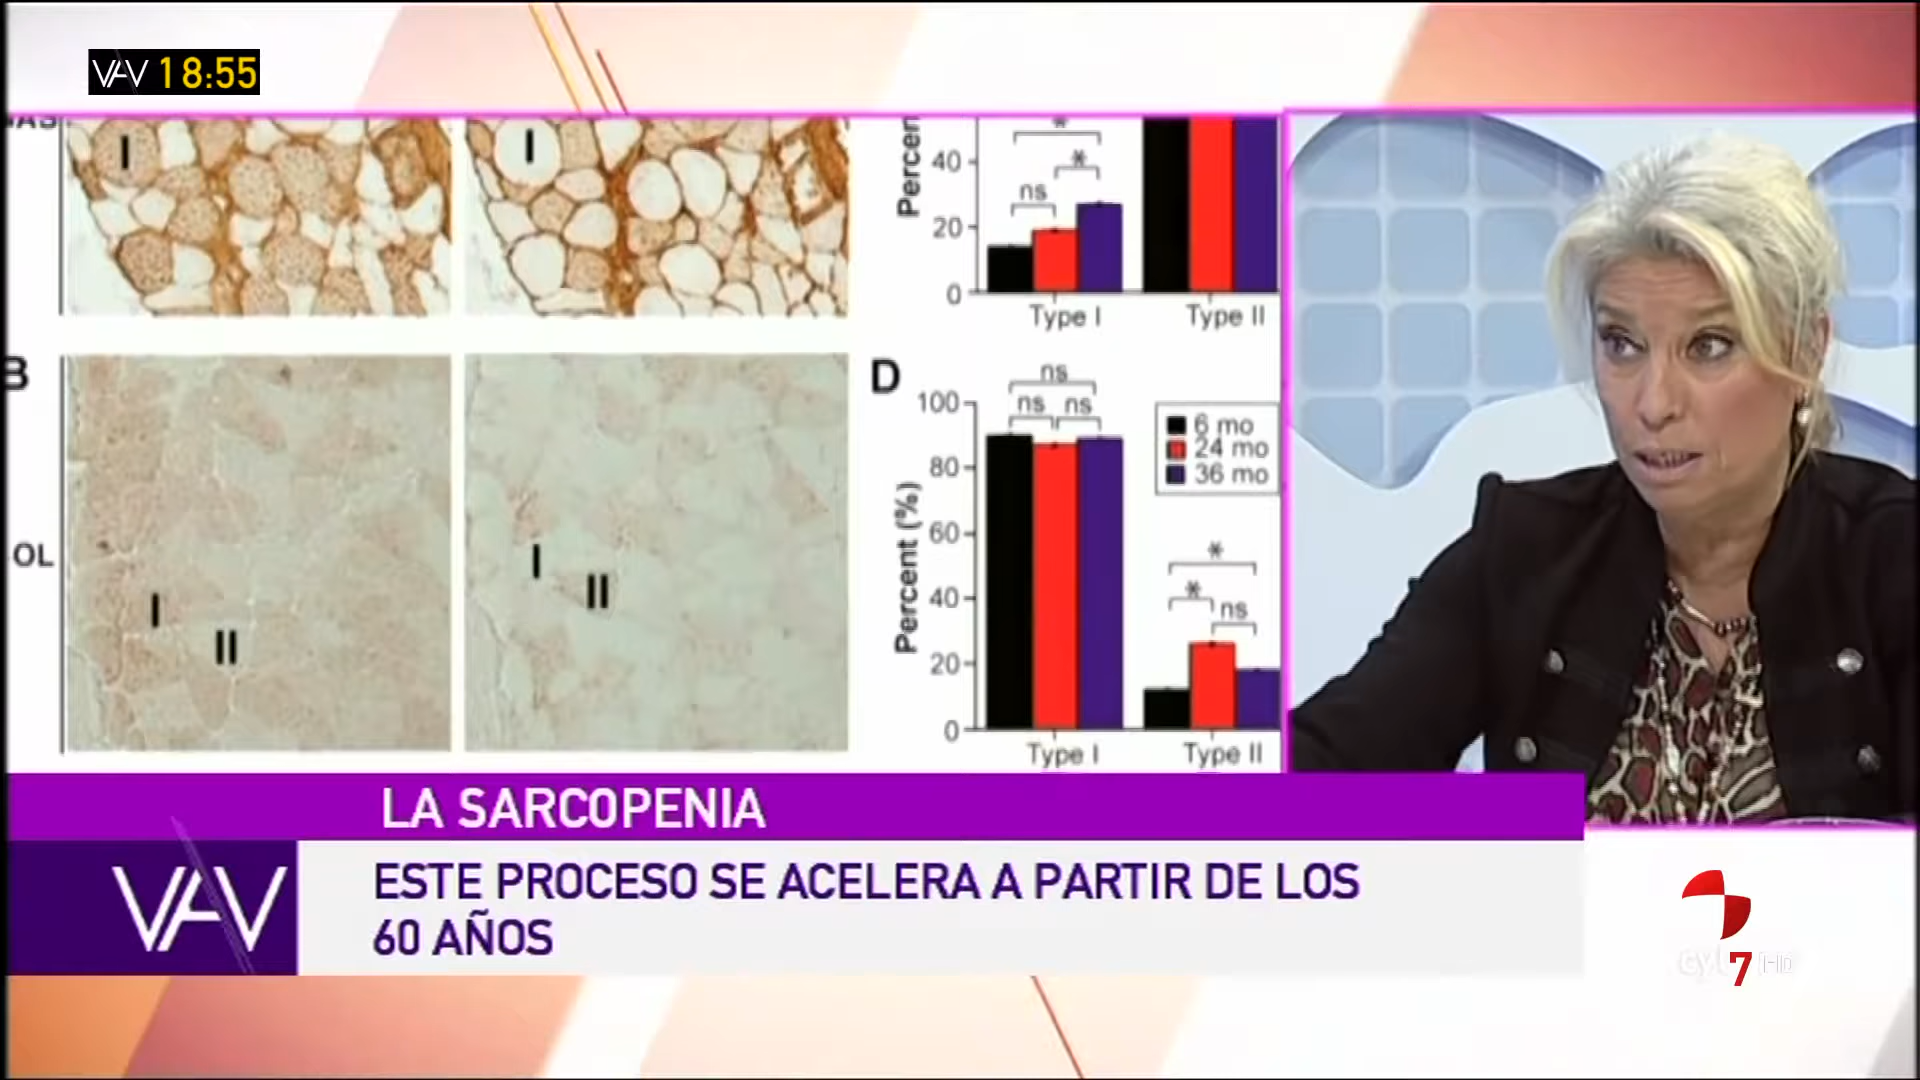 VAV 18:55
I
I
Percen
40
20
0
*
*
ns
Type I
Type II
B
OL
I
II
I
II
D
Percent (%)
100
80
60
40
20
0
ns
ns
ns
*
*
ns
6 mo
24 mo
36 mo
Type I
Type II
LA SARCOPENIA
VAV
ESTE PROCESO SE ACELERA A PARTIR DE LOS
60 AÑOS
cyl 7 HD